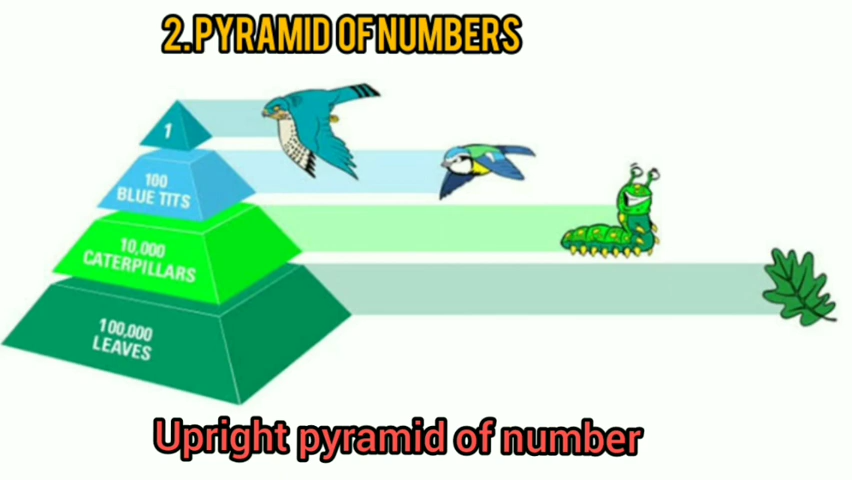 2.PYRAMID OF NUMBERS
1
100
BLUE TITS
10,000
CATERPILLARS
100,000
LEAVES
Upright pyramid of number